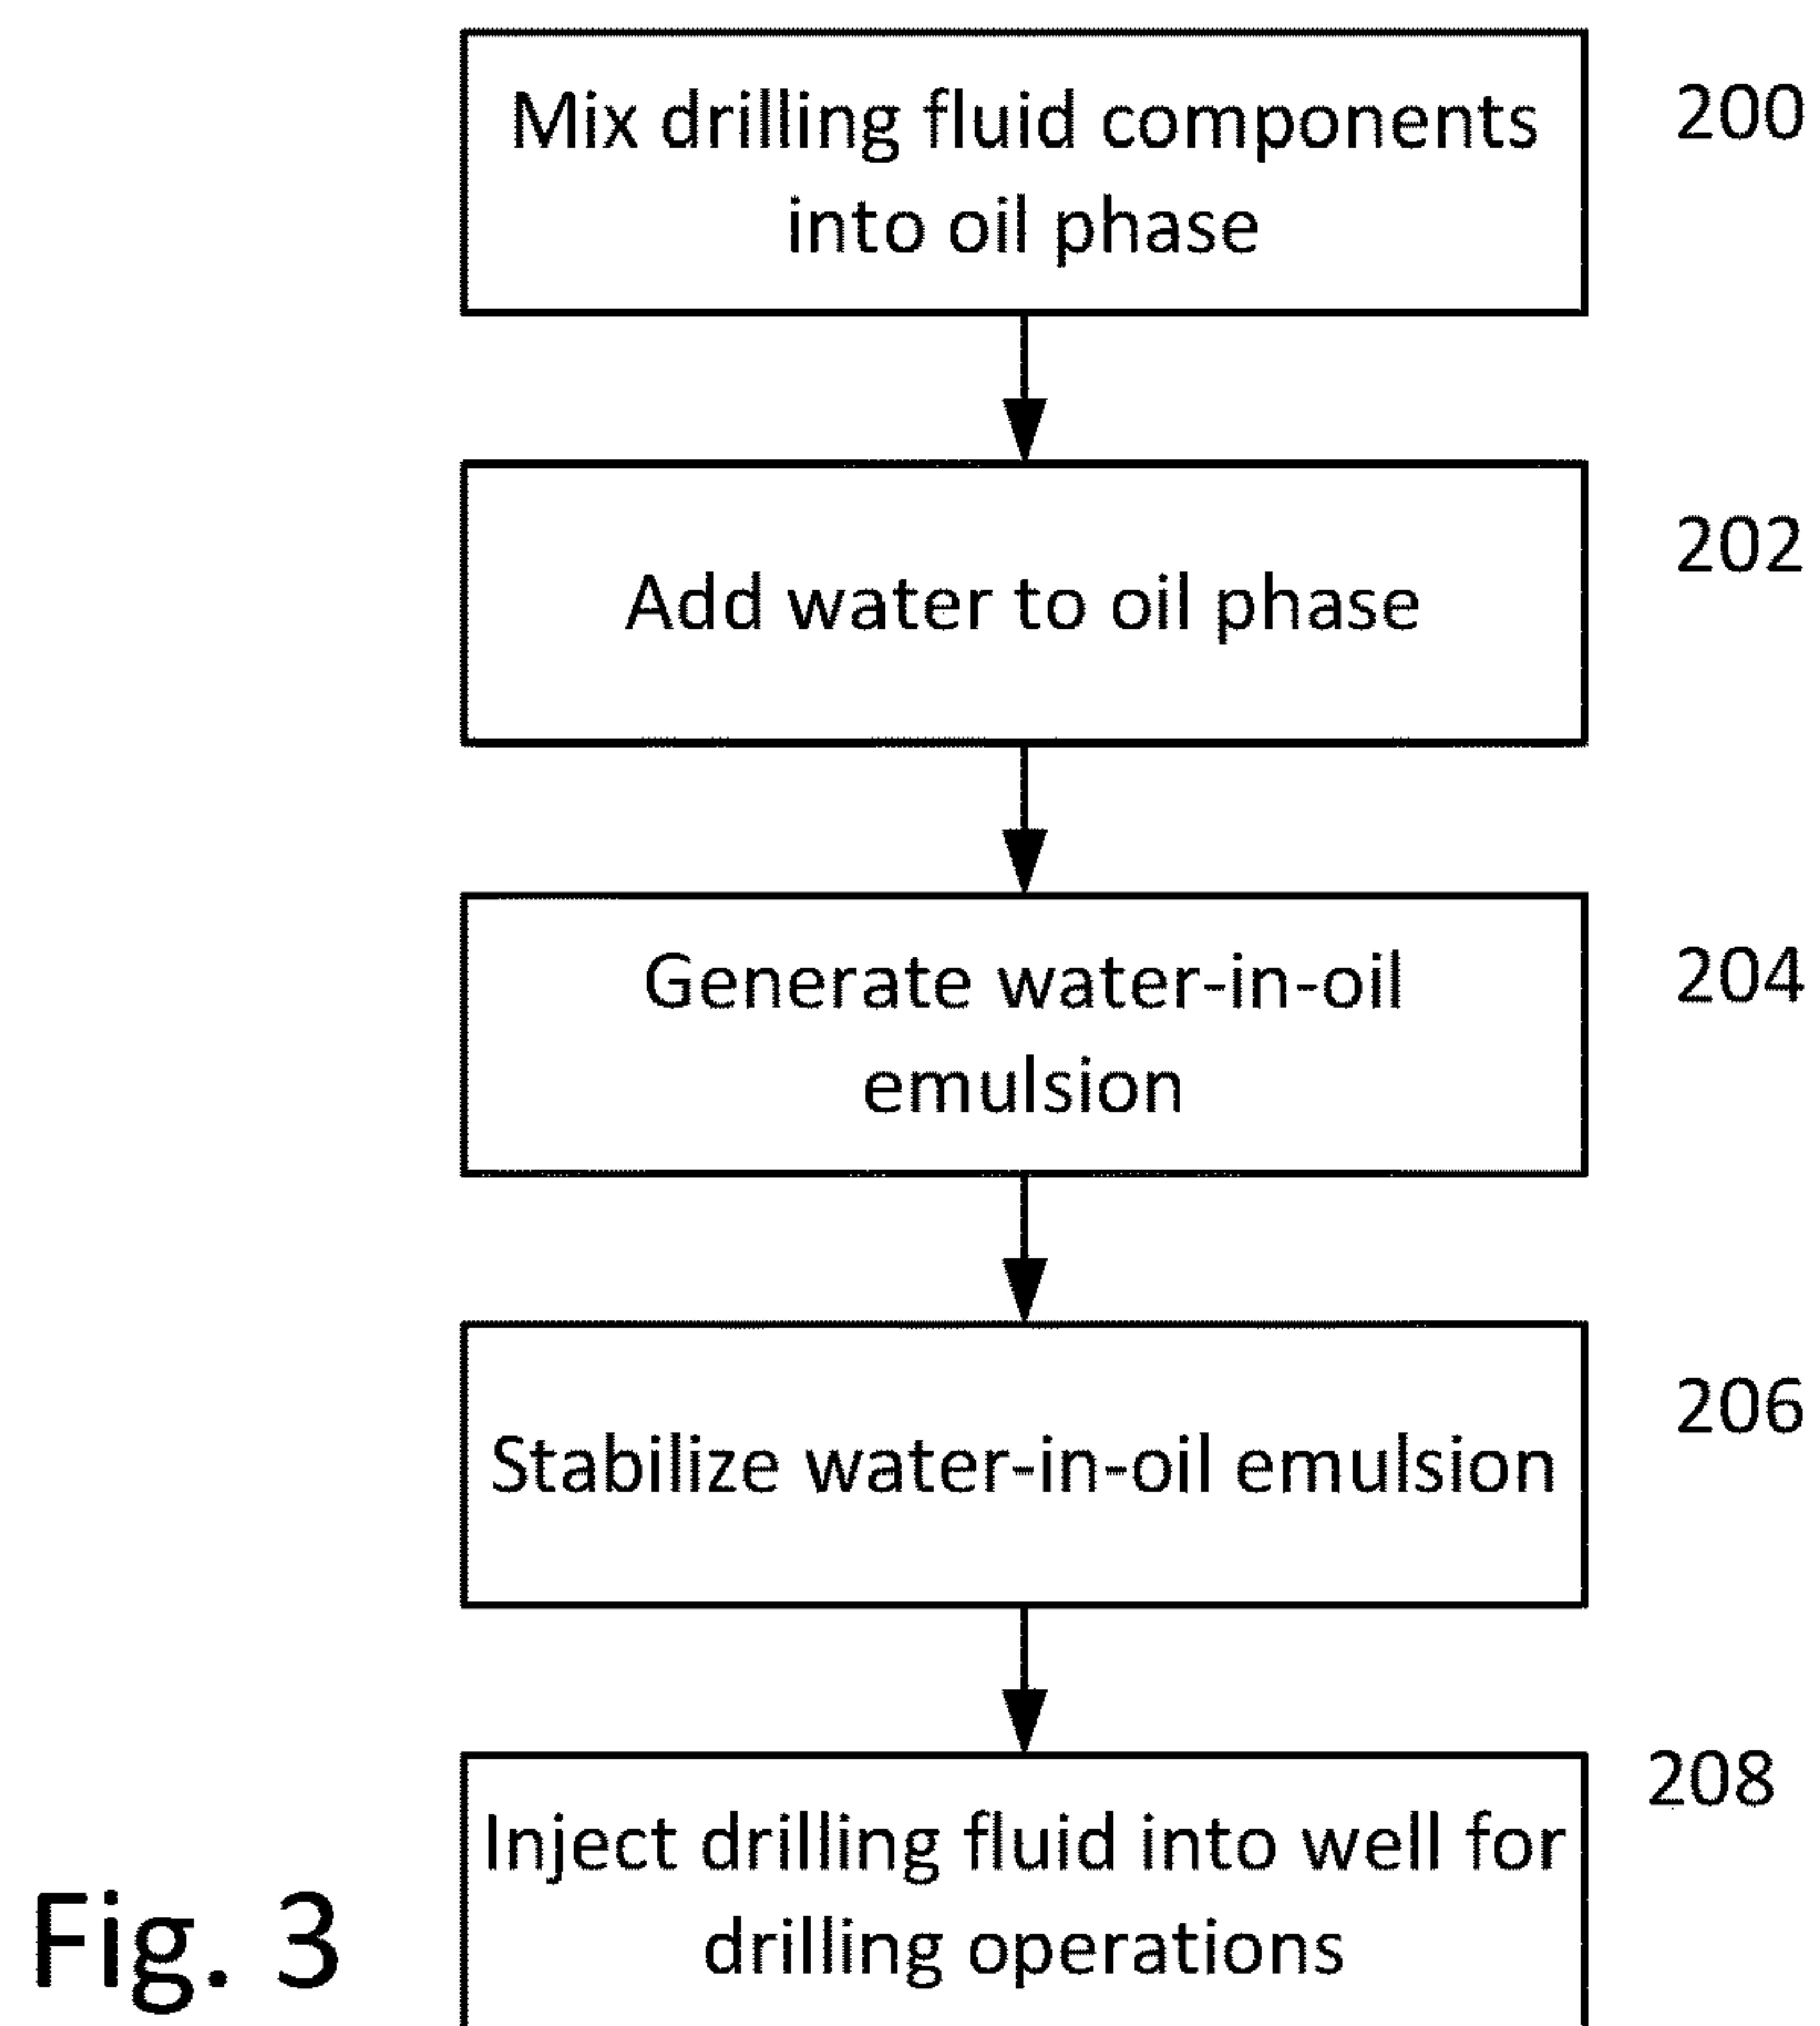 Mix drilling fluid components
into oil phase
200
Add water to oil phase
202
Generate water-in-oil
emulsion
204
Stabilize water-in-oil emulsion
206
Inject drilling fluid into well for
drilling operations
208
Fig. 3